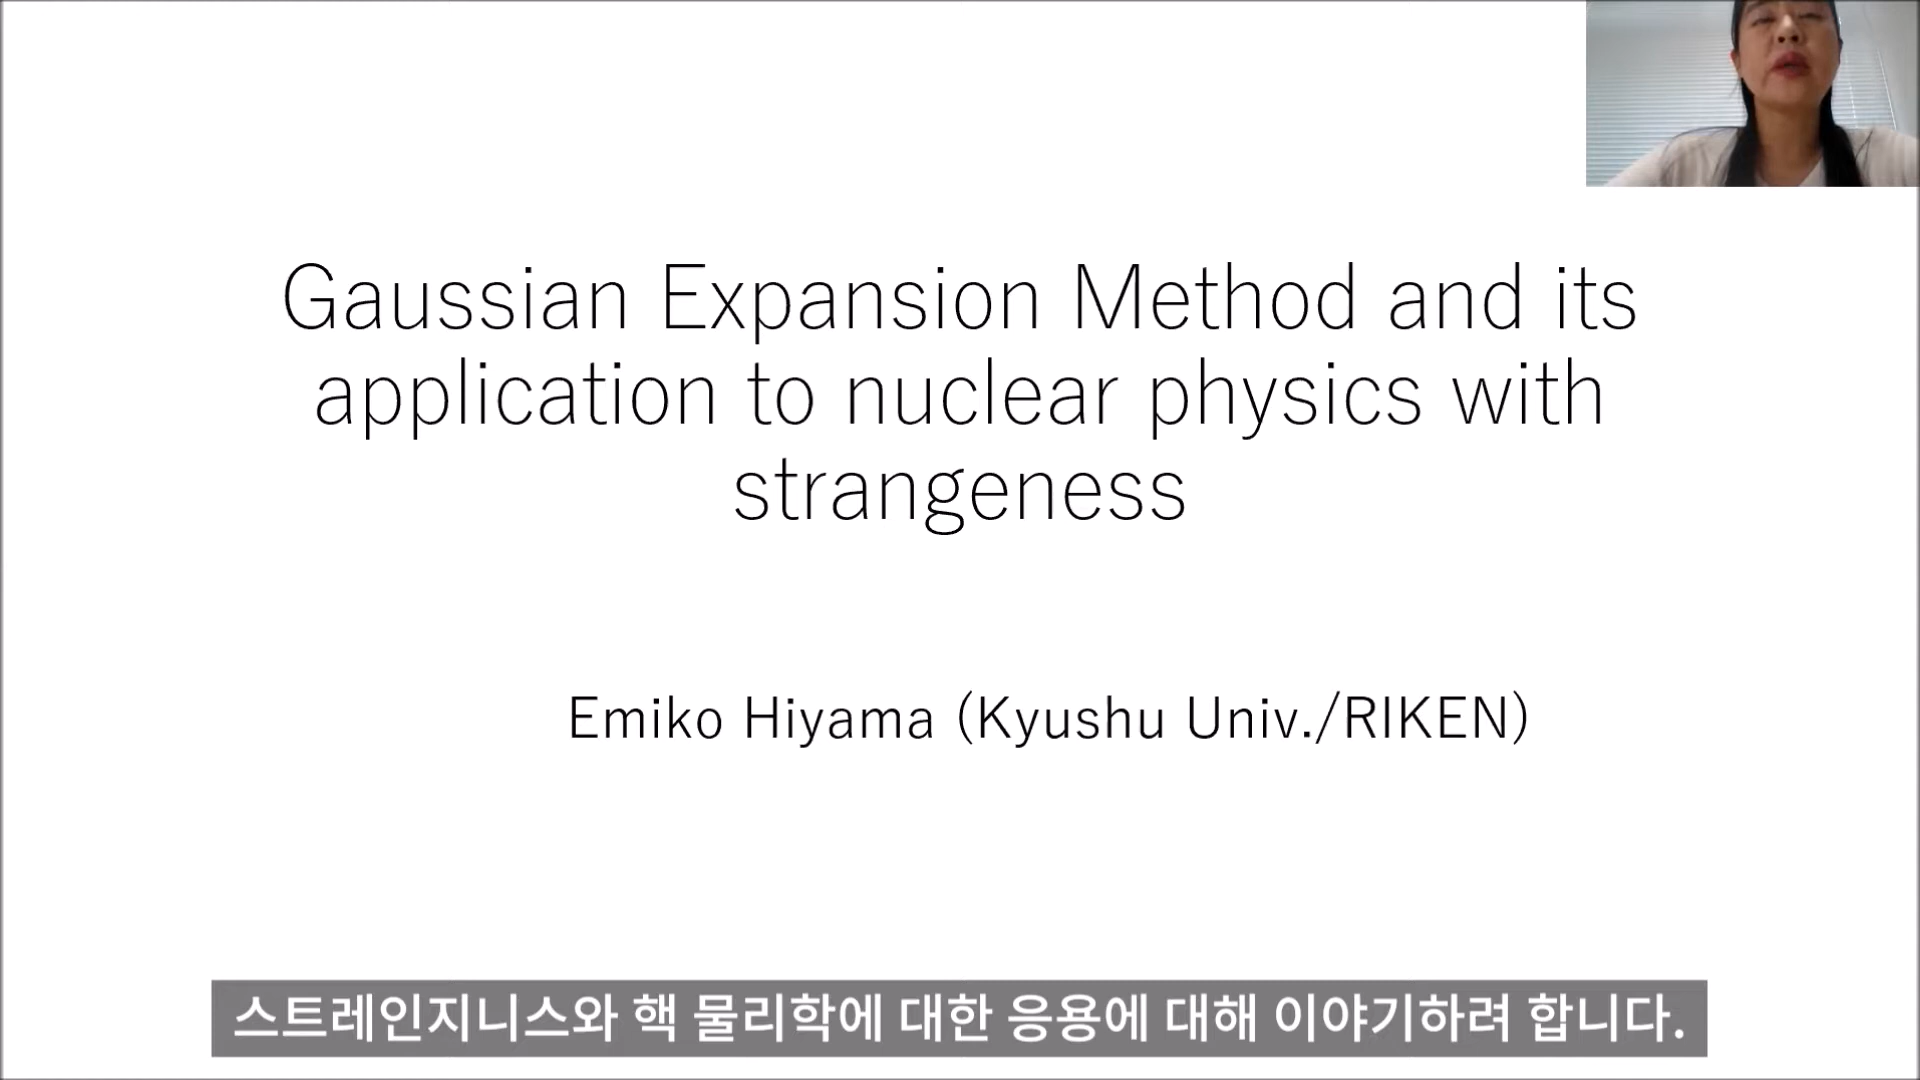 Gaussian Expansion Method and its
application to nuclear physics with
strangeness
Emiko Hiyama (Kyushu Univ./RIKEN)
스트레인지니스와 핵 물리학에 대한 응용에 대해 이야기하려 합니다.